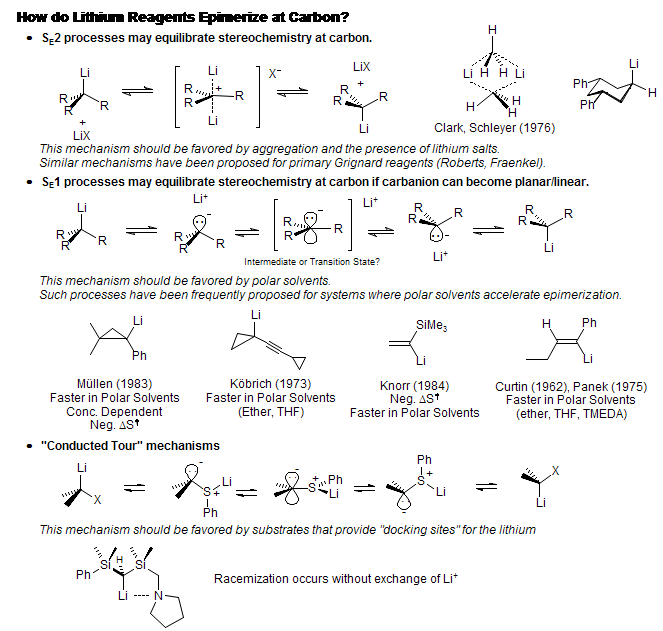 How do Lithium Reagents Epimerize at Carbon?
• SE2 processes may equilibrate stereochemistry at carbon.
Li R R R + LiX
Li R R R Li X-
LiX + R R R Li
H Li H H Li H H H
Clark, Schleyer (1976)
Li Ph Ph H
This mechanism should be favored by aggregation and the presence of lithium salts.
Similar mechanisms have been proposed for primary Grignard reagents (Roberts, Fraenkel).
• SE1 processes may equilibrate stereochemistry at carbon if carbanion can become planar/linear.
Li R R R
Li+ - R R R
R R R - Li+
R R R - Li+
R R R Li
Intermediate or Transition State?
This mechanism should be favored by polar solvents.
Such processes have been frequently proposed for systems where polar solvents accelerate epimerization.
Li Ph
Li
SiMe3 Li
H Ph Li
Müllen (1983)
Faster in Polar Solvents
Conc. Dependent
Neg. ΔS‡
Köbrich (1973)
Faster in Polar Solvents
(Ether, THF)
Knorr (1984)
Neg. ΔS‡
Faster in Polar Solvents
Curtin (1962), Panek (1975)
Faster in Polar Solvents
(ether, THF, TMEDA)
• "Conducted Tour" mechanisms
Li X
- Li S + Ph
- + Ph S Li
Ph + S Li -
X Li
This mechanism should be favored by substrates that provide "docking sites" for the lithium
Ph Si H Si Li N
Racemization occurs without exchange of Li+